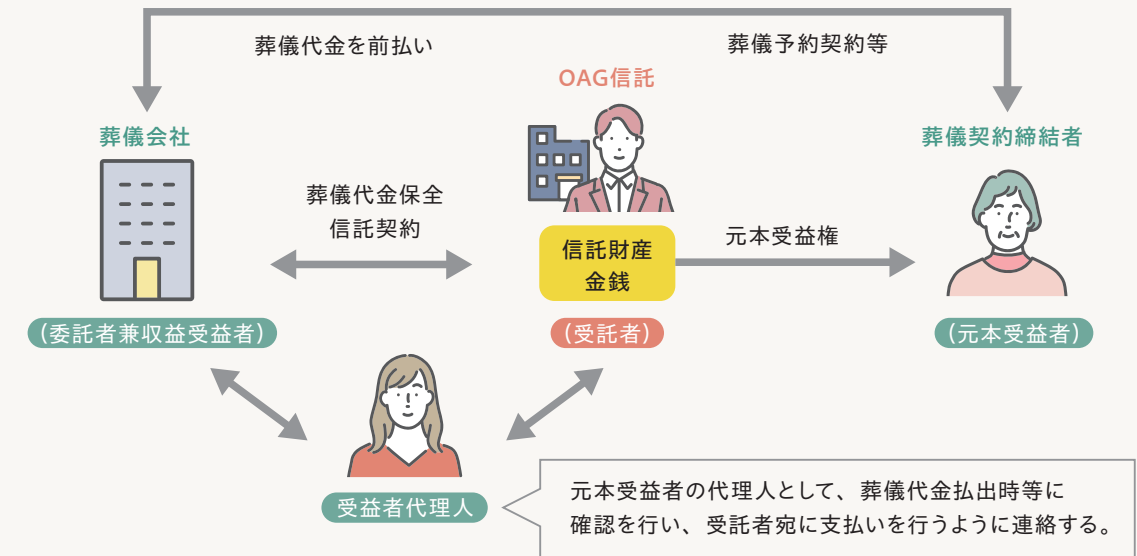 葬儀代金を前払い
葬儀予約契約等
OAG信託
葬儀会社
葬儀契約締結者
葬儀代金保全
信託契約
信託財産
金銭
元本受益権
(委託者兼収益受益者)
(受託者)
(元本受益者)
受益者代理人
元本受益者の代理人として、葬儀代金払出時等に
確認を行い、受託者宛に支払いを行うように連絡する。